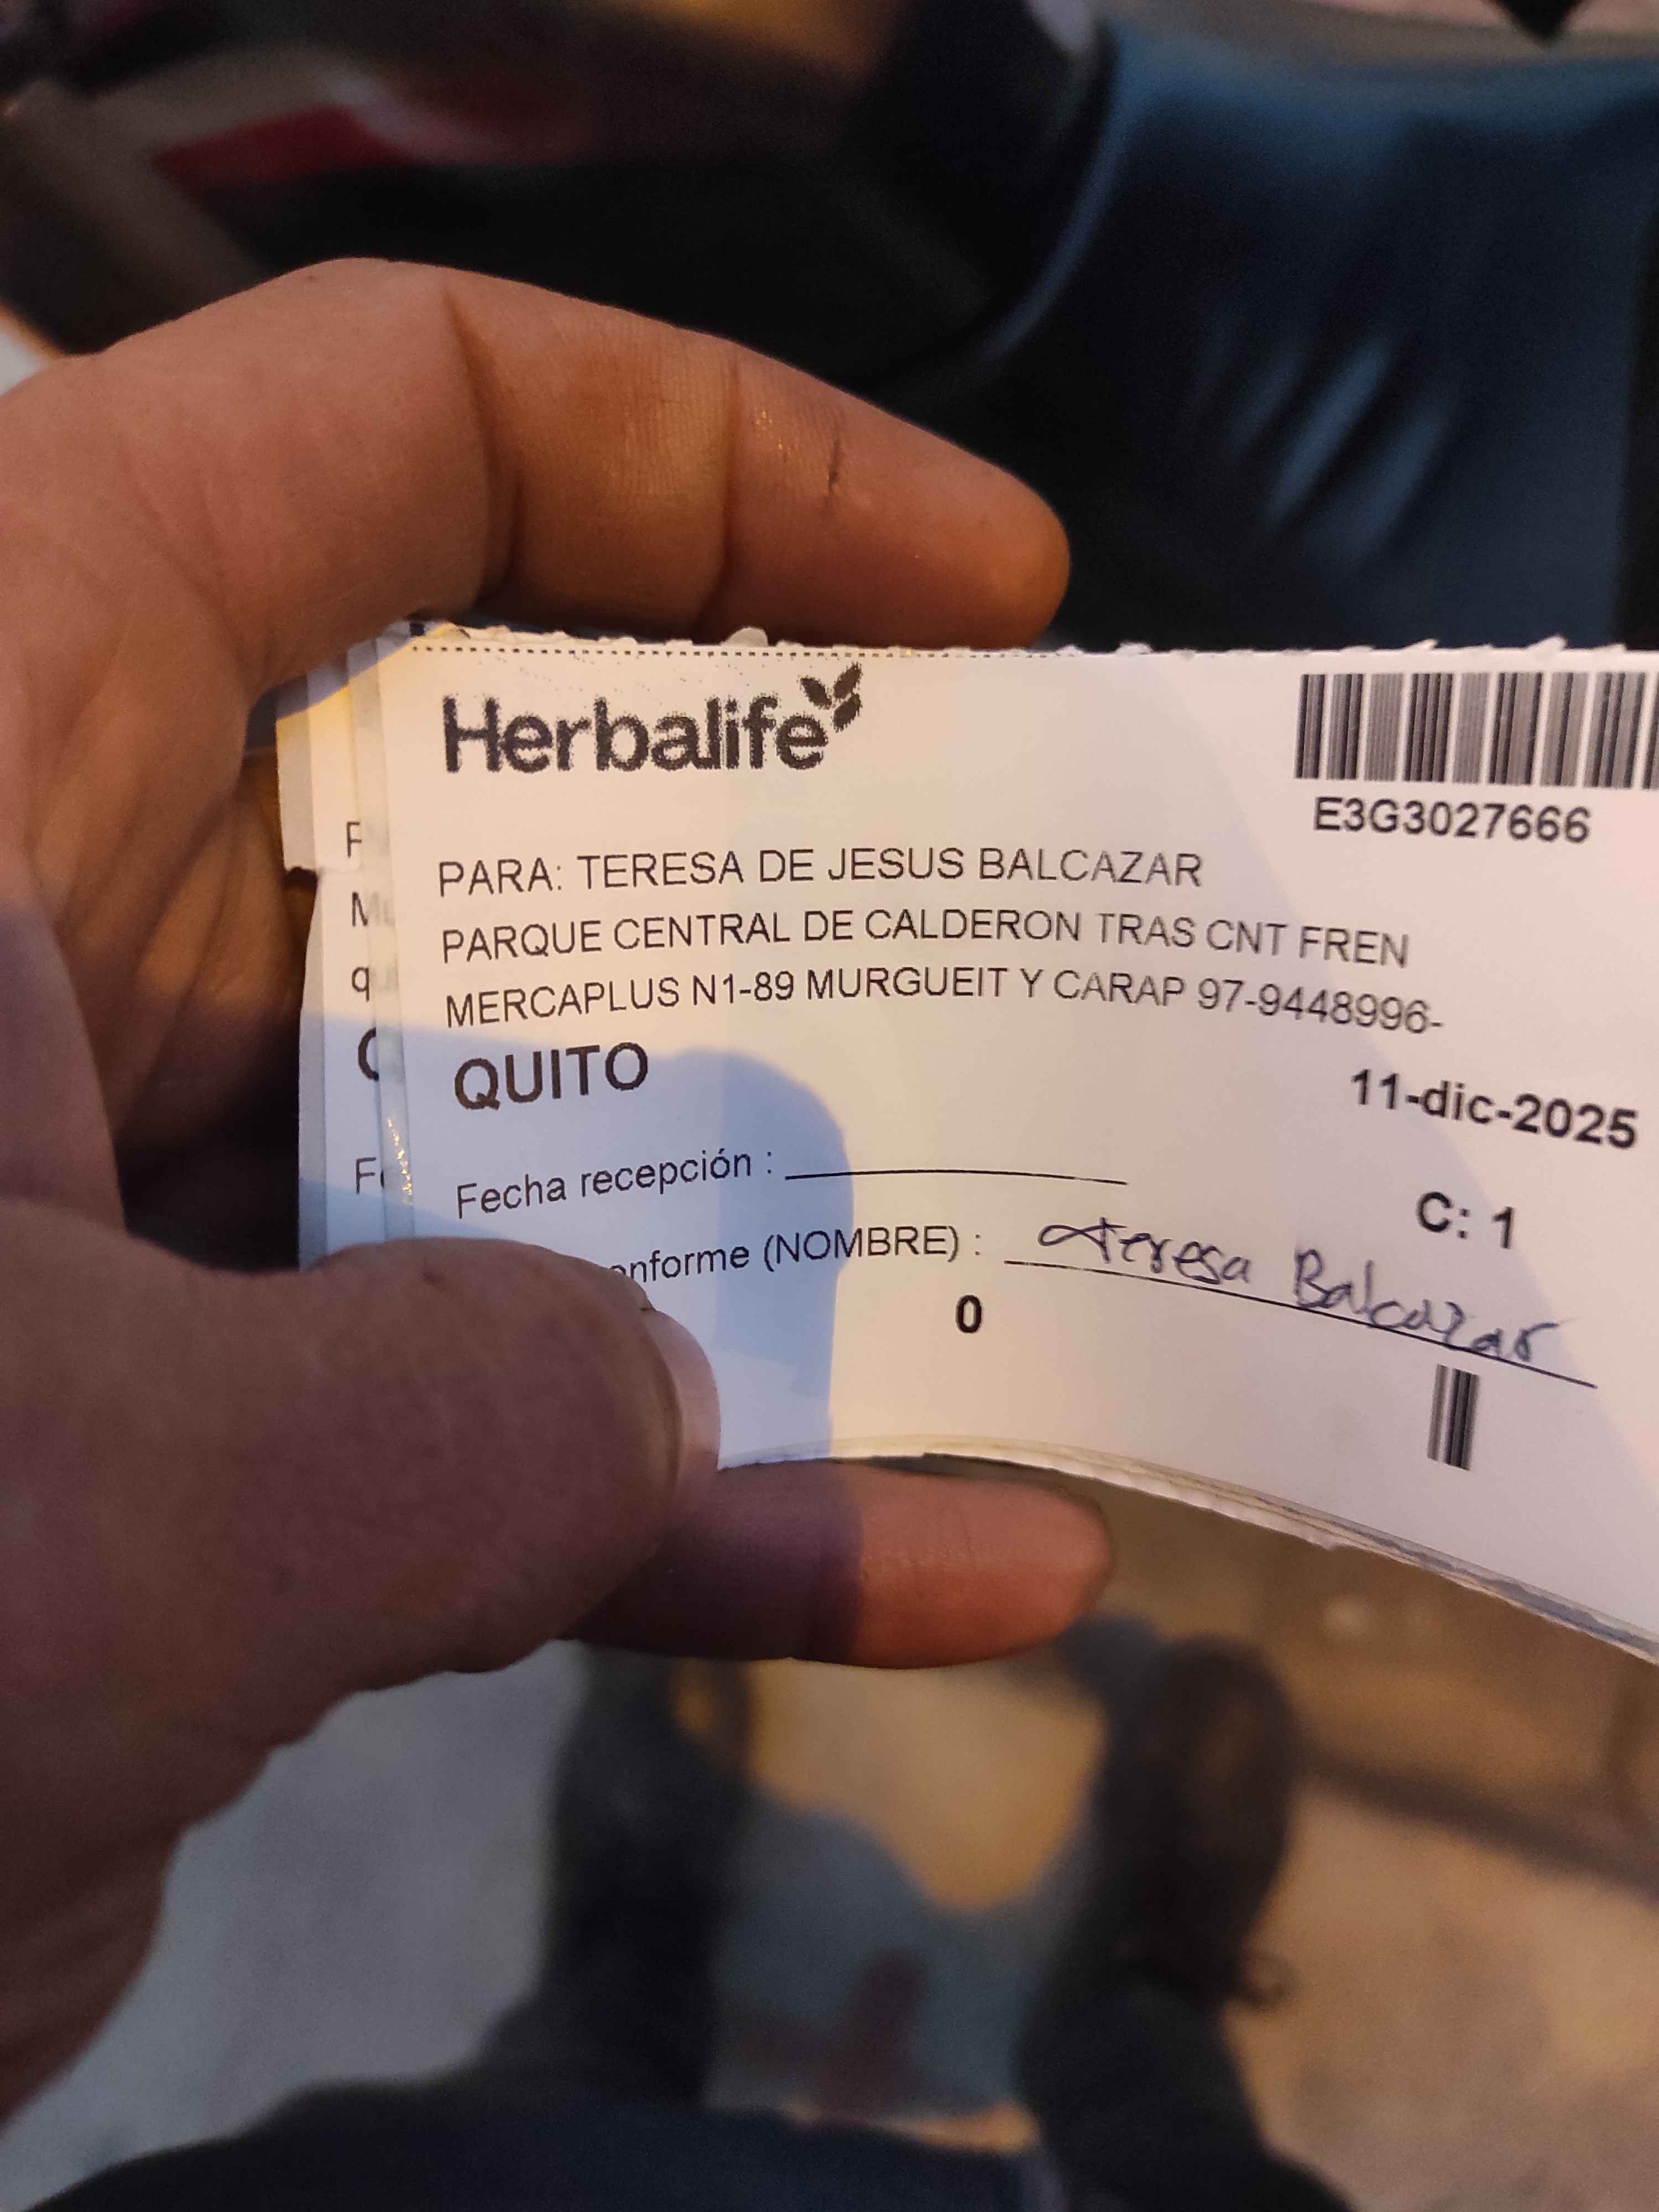 Herbalife
E3G3027666
PARA: TERESA DE JESUS BALCAZAR
PARQUE CENTRAL DE CALDERON TRAS CNT FREN
MERCAPLUS N1-89 MURGUEIT Y CARAP 97-9448996-
QUITO
11-dic-2025
Fecha recepción :
C: 1
onforme (NOMBRE) : Teresa Balcazar
0